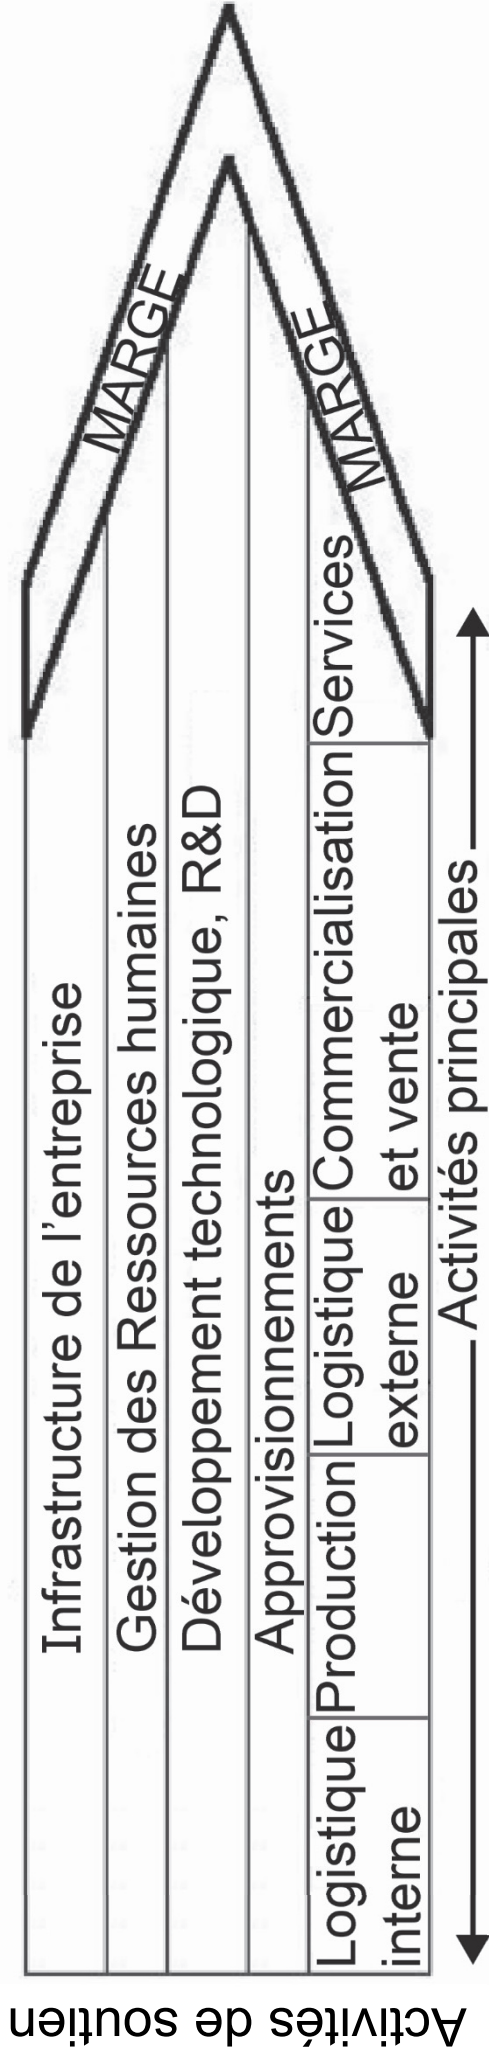 Activités de soutien
Infrastructure de l'entreprise
Gestion des Ressources humaines
Développement technologique, R&D
Approvisionnements
Logistique
interne
Production
Logistique
externe
Commercialisation
et vente
Services
MARGE
MARGE
Activités principales